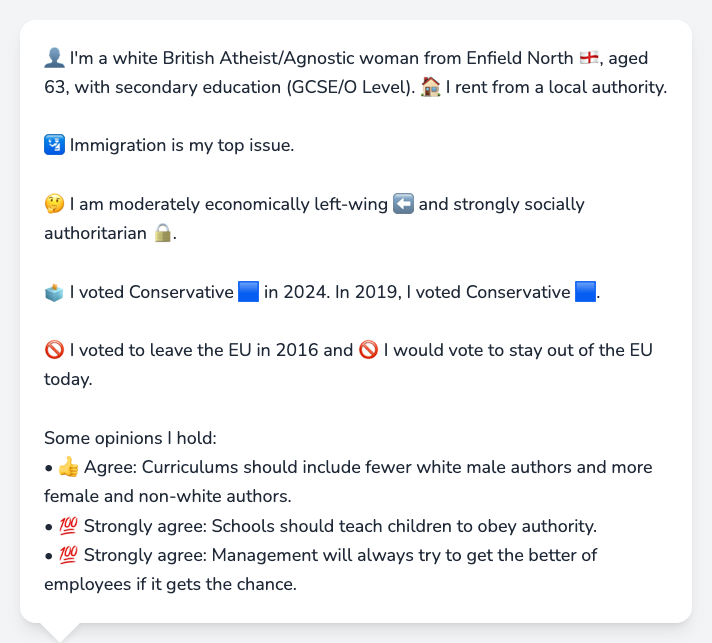 👤 I'm a white British Atheist/Agnostic woman from Enfield North 🏴󠁧󠁢󠁥󠁮󠁧󠁿, aged
63, with secondary education (GCSE/O Level). 🏠 I rent from a local authority.
🛂 Immigration is my top issue.
🤔 I am moderately economically left-wing ⬅️ and strongly socially
authoritarian 🔒.
🗳️ I voted Conservative 🟦 in 2024. In 2019, I voted Conservative 🟦.
🚫 I voted to leave the EU in 2016 and 🚫 I would vote to stay out of the EU
today.
Some opinions I hold:
• 👍 Agree: Curriculums should include fewer white male authors and more
female and non-white authors.
• 💯 Strongly agree: Schools should teach children to obey authority.
• 💯 Strongly agree: Management will always try to get the better of
employees if it gets the chance.